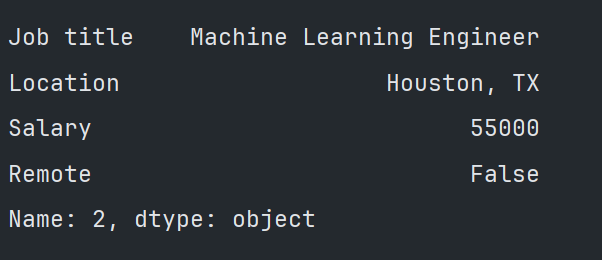 Job title    Machine Learning Engineer
Location                   Houston, TX
Salary                           55000
Remote                           False
Name: 2, dtype: object